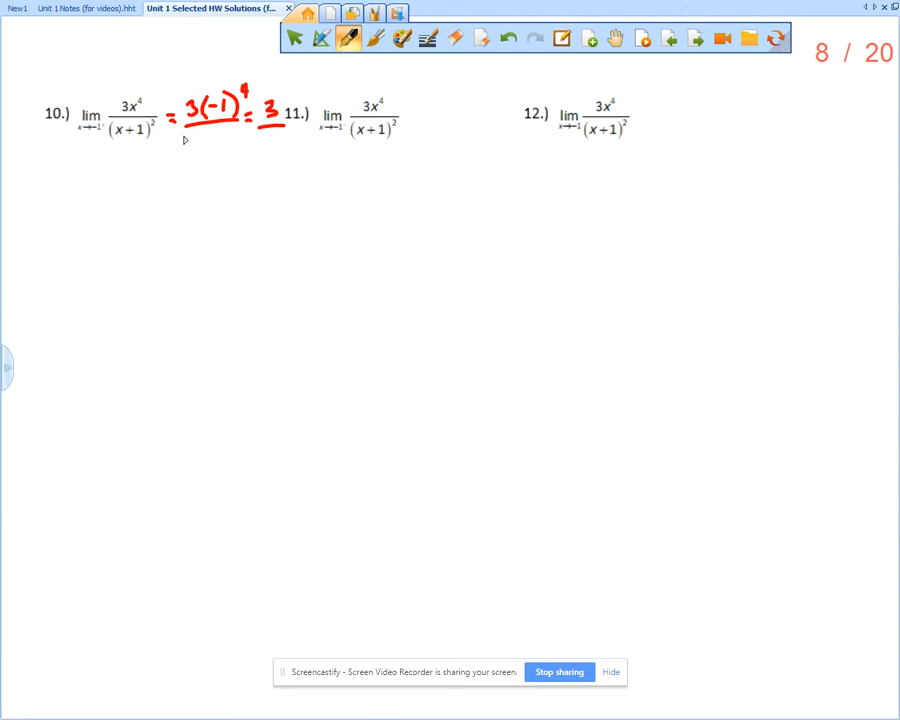 New1 Unit 1 Notes (for videos).hht Unit 1 Selected HW Solutions (f...
8 / 20
10.) lim x→-1⁺ 3x⁴/(x+1)² = 3(-1)⁴ = 3 11.) lim x→-1⁻ 3x⁴/(x+1)² 12.) lim x→-1 3x⁴/(x+1)²
Screencastify - Screen Video Recorder is sharing your screen. Stop sharing Hide